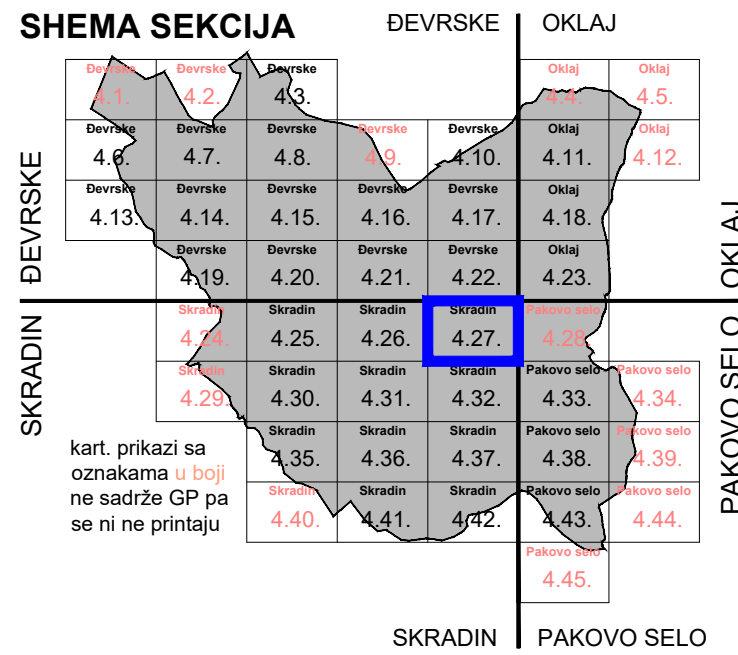 SHEMA SEKCIJA
ĐEVRSKE OKLAJ
Đevrske Đevrske Đevrske Oklaj Oklaj
4.1. 4.2. 4.3. 4.4. 4.5.
Đevrske Đevrske Đevrske Đevrske Đevrske Oklaj Oklaj
4.6. 4.7. 4.8. 4.9. 4.10. 4.11. 4.12.
Đevrske Đevrske Đevrske Đevrske Đevrske Oklaj
4.13. 4.14. 4.15. 4.16. 4.17. 4.18.
Đevrske Đevrske Đevrske Đevrske Oklaj
4.19. 4.20. 4.21. 4.22. 4.23.
Skradin Skradin Skradin Skradin Pakovo selo
4.24. 4.25. 4.26. 4.27. 4.28.
Skradin Skradin Skradin Skradin Pakovo selo Pakovo selo
4.29. 4.30. 4.31. 4.32. 4.33. 4.34.
Skradin Skradin Skradin Pakovo selo Pakovo selo
4.35. 4.36. 4.37. 4.38. 4.39.
Skradin Skradin Skradin Pakovo selo Pakovo selo
4.40. 4.41. 4.42. 4.43. 4.44.
Pakovo selo
4.45.
ĐEVRSKE
SKRADIN
OKLAJ
PAKOVO SELO
kart. prikazi sa
oznakama u boji
ne sadrže GP pa
se ni ne printaju
SKRADIN PAKOVO SELO